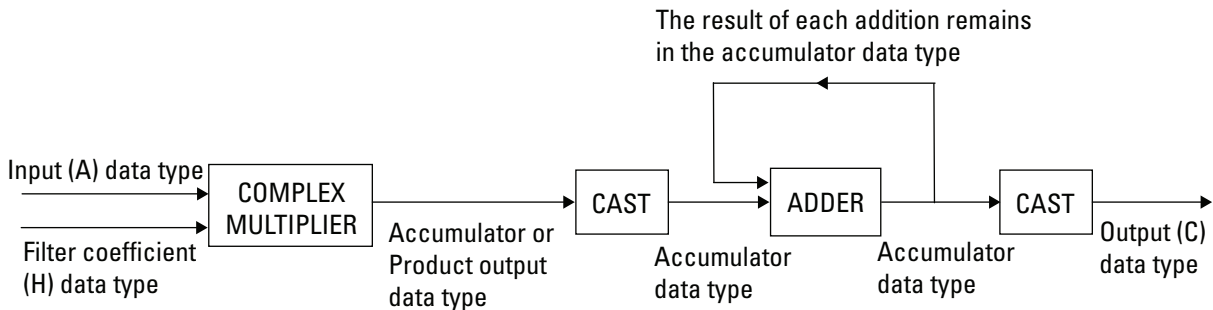 The result of each addition remains
in the accumulator data type
Input (A) data type
COMPLEX
MULTIPLIER
CAST
ADDER
CAST
Filter coefficient
(H) data type
Accumulator or
Product output
data type
Accumulator
data type
Accumulator
data type
Output (C)
data type